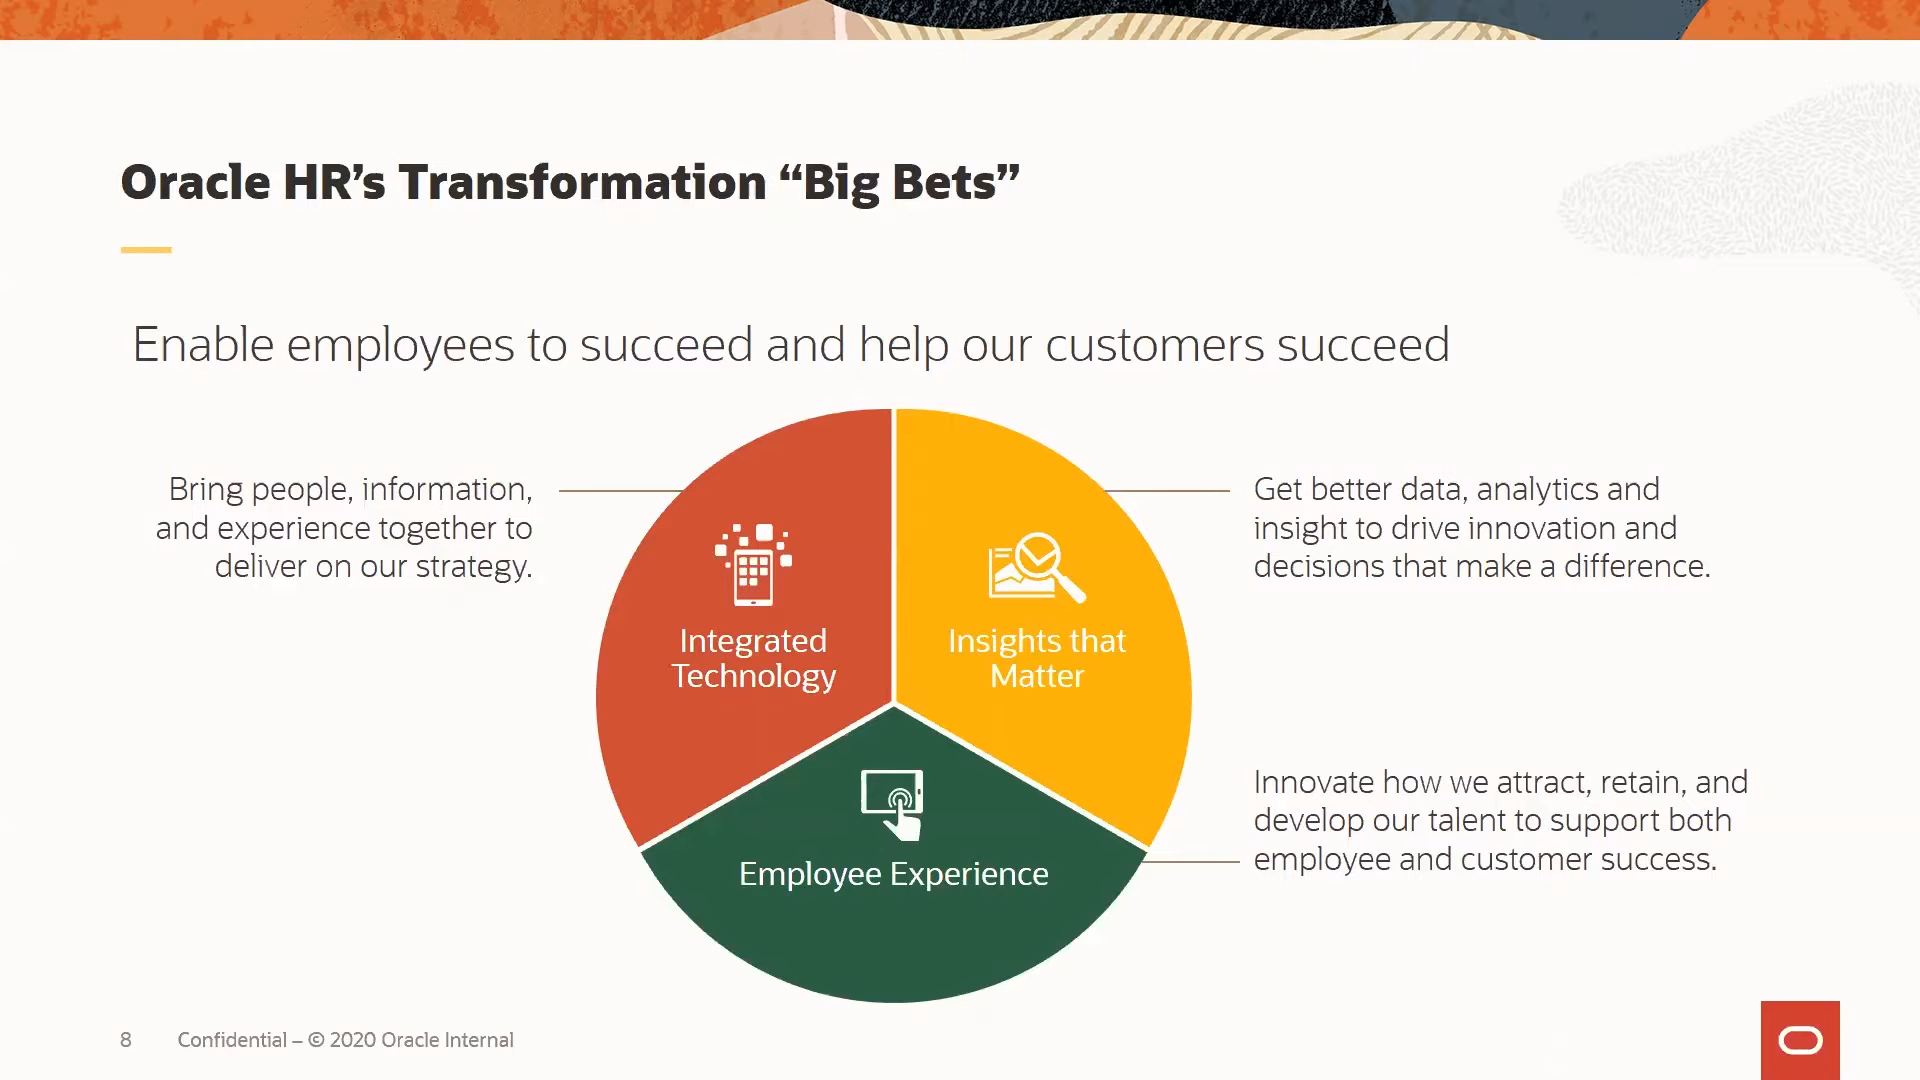 Oracle HR’s Transformation “Big Bets”
Enable employees to succeed and help our customers succeed
Bring people, information,
and experience together to
deliver on our strategy.
Integrated
Technology
Insights that
Matter
Get better data, analytics and
insight to drive innovation and
decisions that make a difference.
Employee Experience
Innovate how we attract, retain, and
develop our talent to support both
employee and customer success.
8 Confidential – © 2020 Oracle Internal